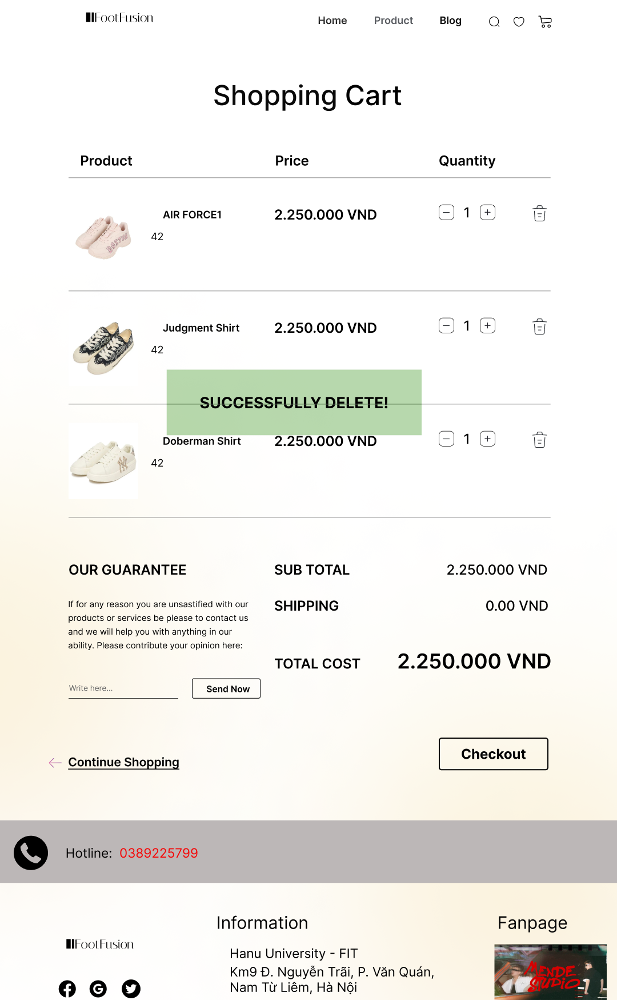 FootFusion
Home Product Blog
Shopping Cart
Product Price Quantity
AIR FORCE1 2.250.000 VND 1
42
BOSTON
Judgment Shirt 2.250.000 VND 1
42
SUCCESSFULLY DELETE!
Doberman Shirt 2.250.000 VND 1
42
NY
OUR GUARANTEE
If for any reason you are unsastified with our
products or services be please to contact us
and we will help you with anything in our
ability. Please contribute your opinion here:
Write here...
Send Now
SUB TOTAL 2.250.000 VND
SHIPPING 0.00 VND
TOTAL COST 2.250.000 VND
Continue Shopping
Checkout
Hotline: 0389225799
FootFusion
Information
Hanu University - FIT
Km9 Đ. Nguyễn Trãi, P. Văn Quán,
Nam Từ Liêm, Hà Nội
Fanpage
MENDE
STUDIO